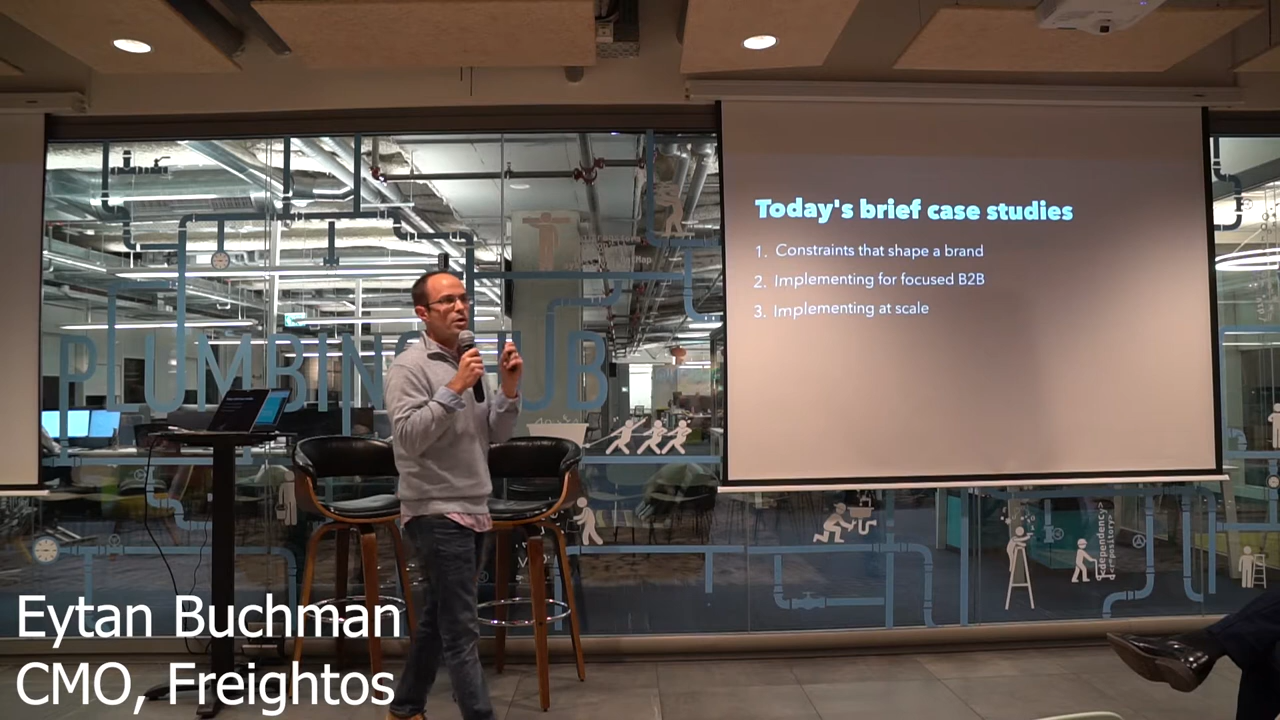 Today's brief case studies
1. Constraints that shape a brand
2. Implementing for focused B2B
3. Implementing at scale
PLUMBING HUB
<dependency>
Eytan Buchman
CMO, Freightos